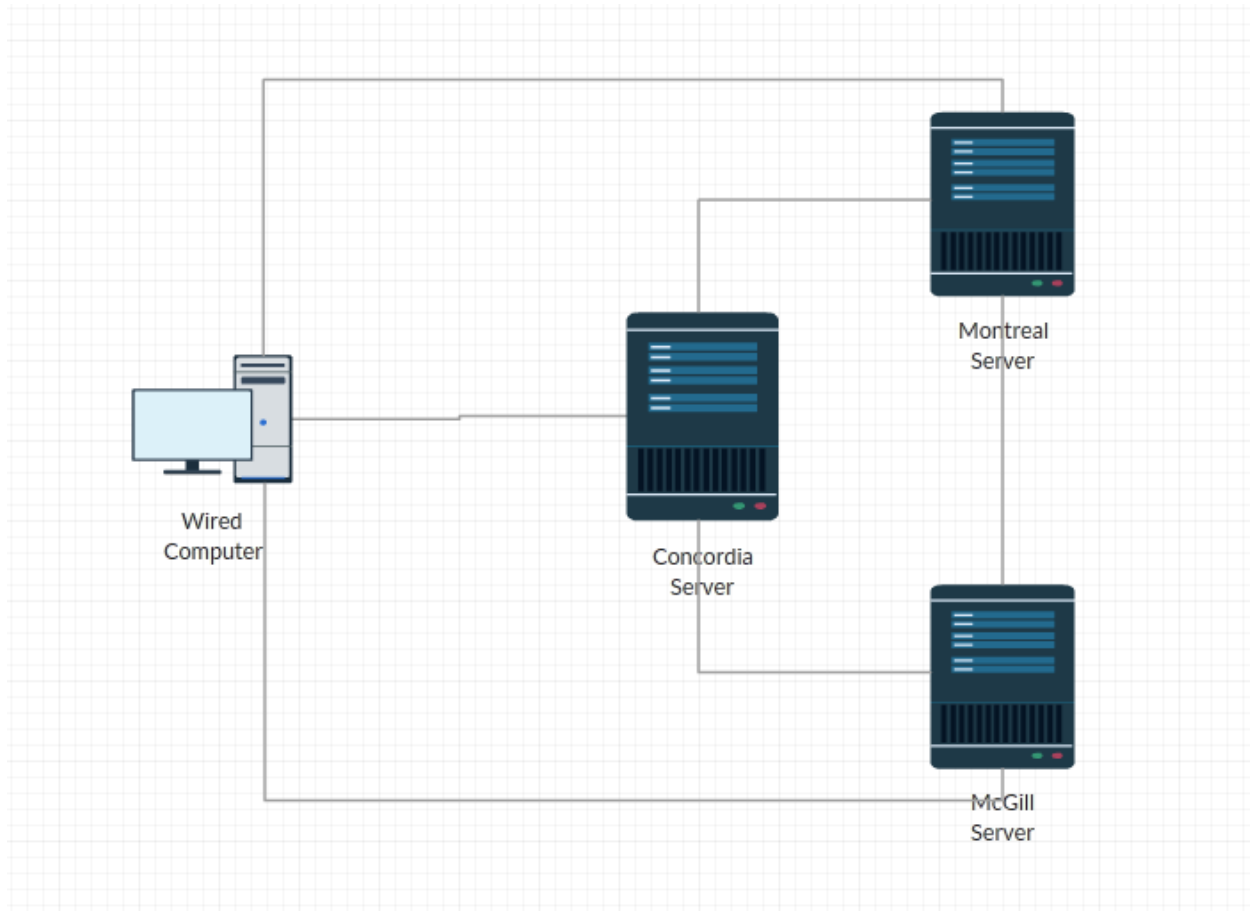 Montreal
Server
Wired
Computer
Concordia
Server
McGill
Server